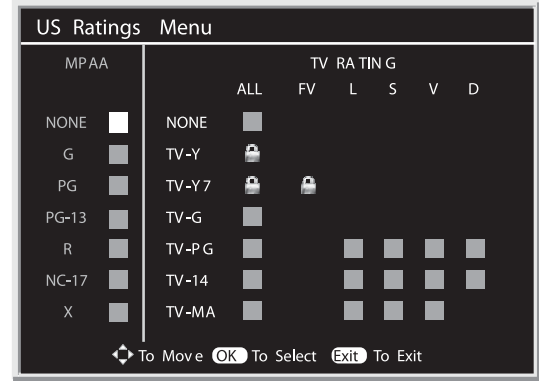 US Ratings Menu
MPAA TV RATING
ALL FV L S V D
NONE NONE
G TV-Y
PG TV-Y7
PG-13 TV-G
R TV-PG
NC-17 TV-14
X TV-MA
To Move OK To Select Exit To Exit